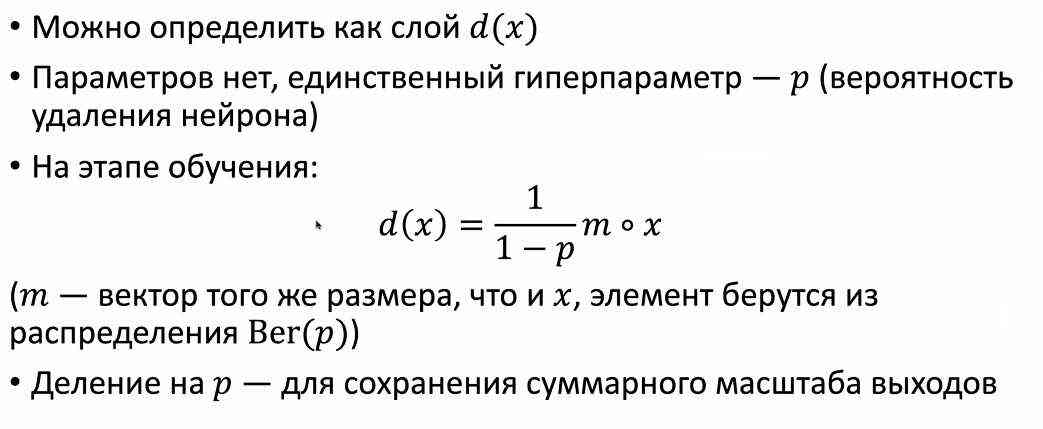 • Можно определить как слой d(x)
• Параметров нет, единственный гиперпараметр — p (вероятность
удаления нейрона)
• На этапе обучения:
d(x) = \frac{1}{1 − p} m ∘ x
(m — вектор того же размера, что и x, элемент берутся из
распределения Ber(p))
• Деление на p — для сохранения суммарного масштаба выходов